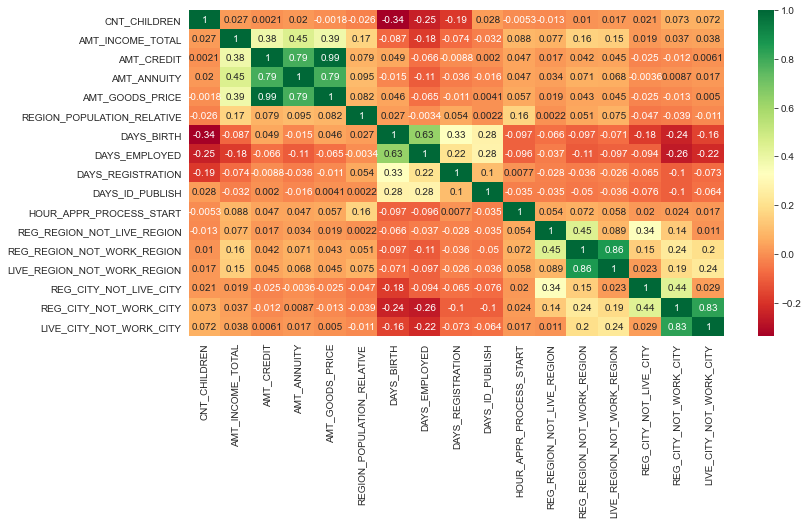 CNT_CHILDREN 1 0.027 0.0021 0.02 -0.0018 -0.026 -0.34 -0.25 -0.19 0.028 -0.0053 -0.013 0.01 0.017 0.021 0.073 0.072
AMT_INCOME_TOTAL 0.027 1 0.38 0.45 0.39 0.17 -0.087 -0.18 -0.074 -0.032 0.088 0.077 0.16 0.15 0.019 0.037 0.038
AMT_CREDIT 0.0021 0.38 1 0.79 0.99 0.079 0.049 -0.066 -0.0088 0.002 0.047 0.017 0.042 0.045 -0.025 -0.012 0.0061
AMT_ANNUITY 0.02 0.45 0.79 1 0.79 0.095 -0.015 -0.11 -0.036 -0.016 0.047 0.034 0.071 0.068 -0.0036 0.0087 0.017
AMT_GOODS_PRICE -0.0018 0.39 0.99 0.79 1 0.082 0.046 -0.065 -0.011 0.0041 0.057 0.019 0.043 0.045 -0.025 -0.013 0.005
REGION_POPULATION_RELATIVE -0.026 0.17 0.079 0.095 0.082 1 0.027 -0.0034 0.054 0.0022 0.16 0.0022 0.051 0.075 -0.047 -0.039 -0.011
DAYS_BIRTH -0.34 -0.087 0.049 -0.015 0.046 0.027 1 0.63 0.33 0.28 -0.097 -0.066 -0.097 -0.071 -0.18 -0.24 -0.16
DAYS_EMPLOYED -0.25 -0.18 -0.066 -0.11 -0.065 -0.0034 0.63 1 0.22 0.28 -0.096 -0.037 -0.11 -0.097 -0.094 -0.26 -0.22
DAYS_REGISTRATION -0.19 -0.074 -0.0088 -0.036 -0.011 0.054 0.33 0.22 1 0.1 0.0077 -0.028 -0.036 -0.026 -0.065 -0.1 -0.073
DAYS_ID_PUBLISH 0.028 -0.032 0.002 -0.016 0.0041 0.0022 0.28 0.28 0.1 1 -0.035 -0.035 -0.05 -0.036 -0.076 -0.1 -0.064
HOUR_APPR_PROCESS_START -0.0053 0.088 0.047 0.047 0.057 0.16 -0.097 -0.096 0.0077 -0.035 1 0.054 0.072 0.058 0.02 0.024 0.017
REG_REGION_NOT_LIVE_REGION -0.013 0.077 0.017 0.034 0.019 0.0022 -0.066 -0.037 -0.028 -0.035 0.054 1 0.45 0.089 0.34 0.14 0.011
REG_REGION_NOT_WORK_REGION 0.01 0.16 0.042 0.071 0.043 0.051 -0.097 -0.11 -0.036 -0.05 0.072 0.45 1 0.86 0.15 0.24 0.2
LIVE_REGION_NOT_WORK_REGION 0.017 0.15 0.045 0.068 0.045 0.075 -0.071 -0.097 -0.026 -0.036 0.058 0.089 0.86 1 0.023 0.19 0.24
REG_CITY_NOT_LIVE_CITY 0.021 0.019 -0.025 -0.0036 -0.025 -0.047 -0.18 -0.094 -0.065 -0.076 0.02 0.34 0.15 0.023 1 0.44 0.029
REG_CITY_NOT_WORK_CITY 0.073 0.037 -0.012 0.0087 -0.013 -0.039 -0.24 -0.26 -0.1 -0.1 0.024 0.14 0.24 0.19 0.44 1 0.83
LIVE_CITY_NOT_WORK_CITY 0.072 0.038 0.0061 0.017 0.005 -0.011 -0.16 -0.22 -0.073 -0.064 0.017 0.011 0.2 0.24 0.029 0.83 1
CNT_CHILDREN
AMT_INCOME_TOTAL
AMT_CREDIT
AMT_ANNUITY
AMT_GOODS_PRICE
REGION_POPULATION_RELATIVE
DAYS_BIRTH
DAYS_EMPLOYED
DAYS_REGISTRATION
DAYS_ID_PUBLISH
HOUR_APPR_PROCESS_START
REG_REGION_NOT_LIVE_REGION
REG_REGION_NOT_WORK_REGION
LIVE_REGION_NOT_WORK_REGION
REG_CITY_NOT_LIVE_CITY
REG_CITY_NOT_WORK_CITY
LIVE_CITY_NOT_WORK_CITY
1.0
0.8
0.6
0.4
0.2
0.0
−0.2